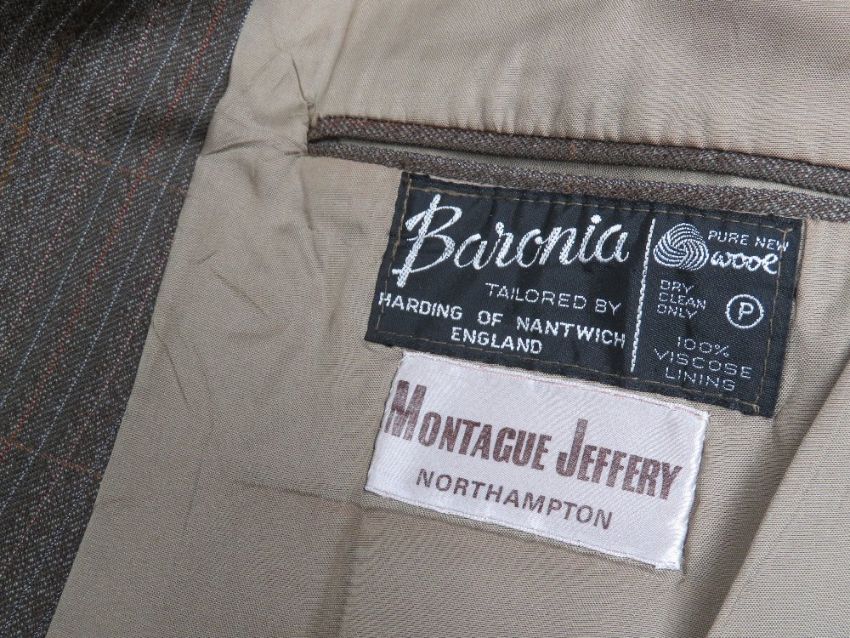 Baronia
TAILORED BY
HARDING OF NANTWICH
ENGLAND
PURE NEW
wool
DRY
CLEAN
ONLY
P
100%
VISCOSE
LINING
MONTAGUE JEFFERY
NORTHAMPTON